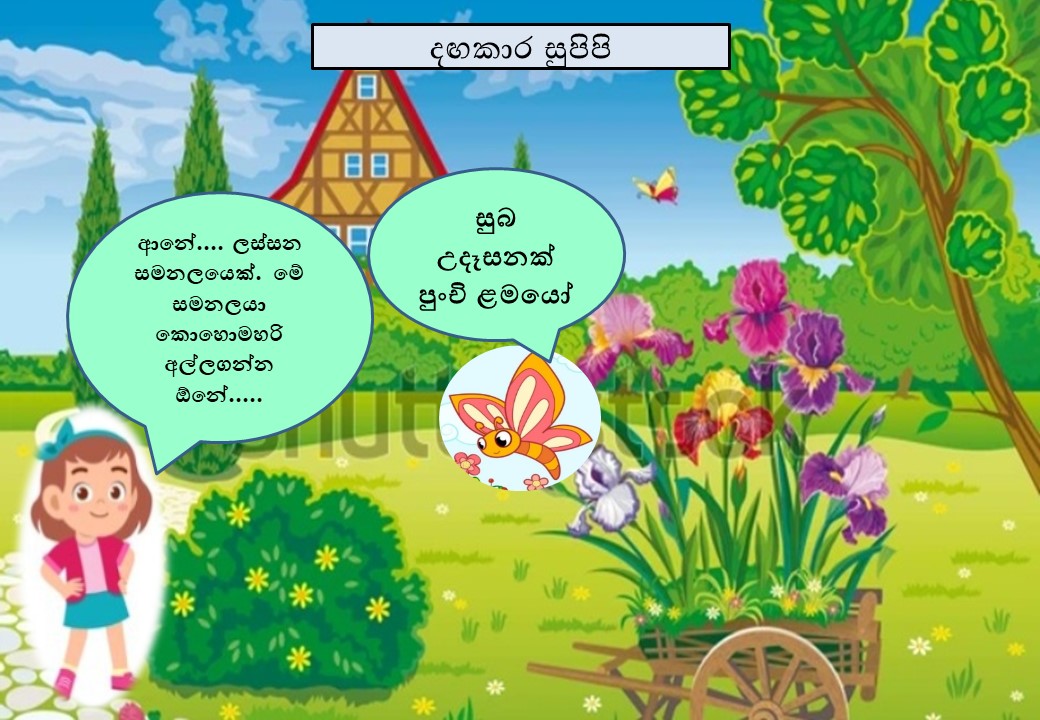 දඟකාර සුපිපි
ආනේ.... ලස්සන
සමනලයෙක්. මේ
සමනලයා
කොහොමහරි
අල්ලගන්න
ඕනේ.....
සුබ
උදෑසනක්
පුංචි ළමයෝ
shutterstock